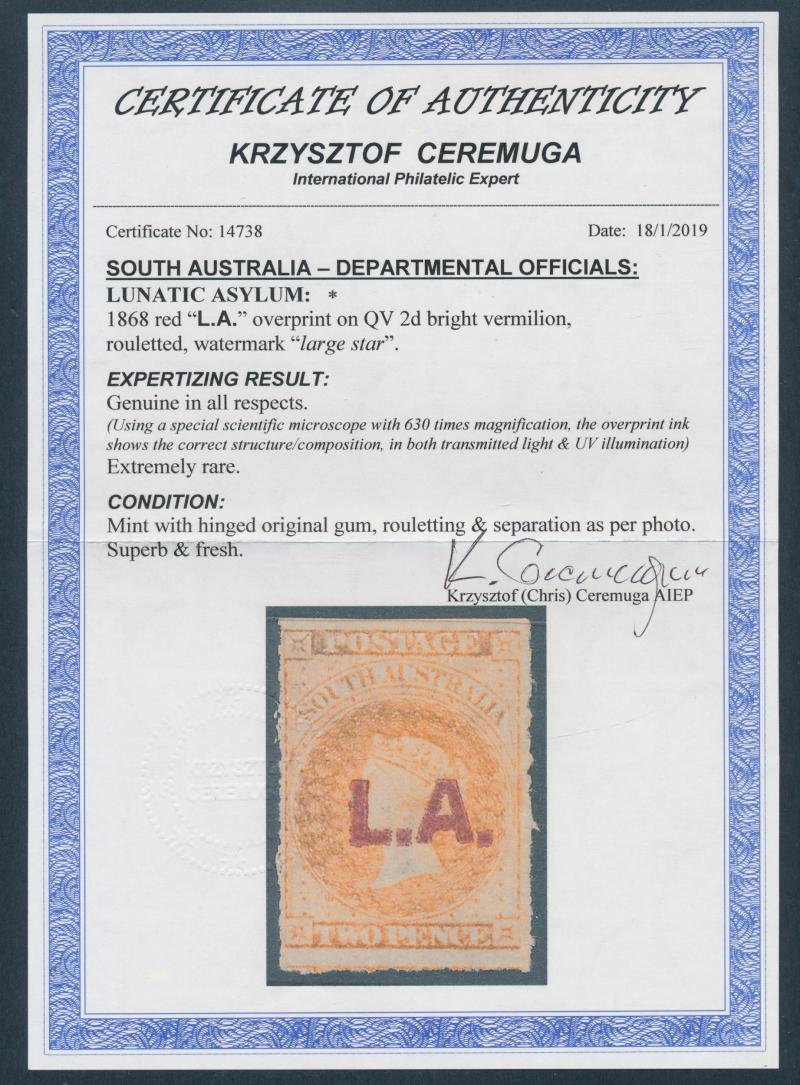 CERTIFICATE OF AUTHENTICITY
KRZYSZTOF CEREMUGA
International Philatelic Expert
Certificate No: 14738 Date: 18/1/2019
SOUTH AUSTRALIA – DEPARTMENTAL OFFICIALS:
LUNATIC ASYLUM: *
1868 red “L.A.” overprint on QV 2d bright vermilion,
rouletted, watermark “large star”.
EXPERTIZING RESULT:
Genuine in all respects.
(Using a special scientific microscope with 630 times magnification, the overprint ink
shows the correct structure/composition, in both transmitted light & UV illumination)
Extremely rare.
CONDITION:
Mint with hinged original gum, rouletting & separation as per photo.
Superb & fresh.
K. Ceremuga
Krzysztof (Chris) Ceremuga AIEP
POSTAGE
SOUTH AUSTRALIA
L.A.
TWO PENCE